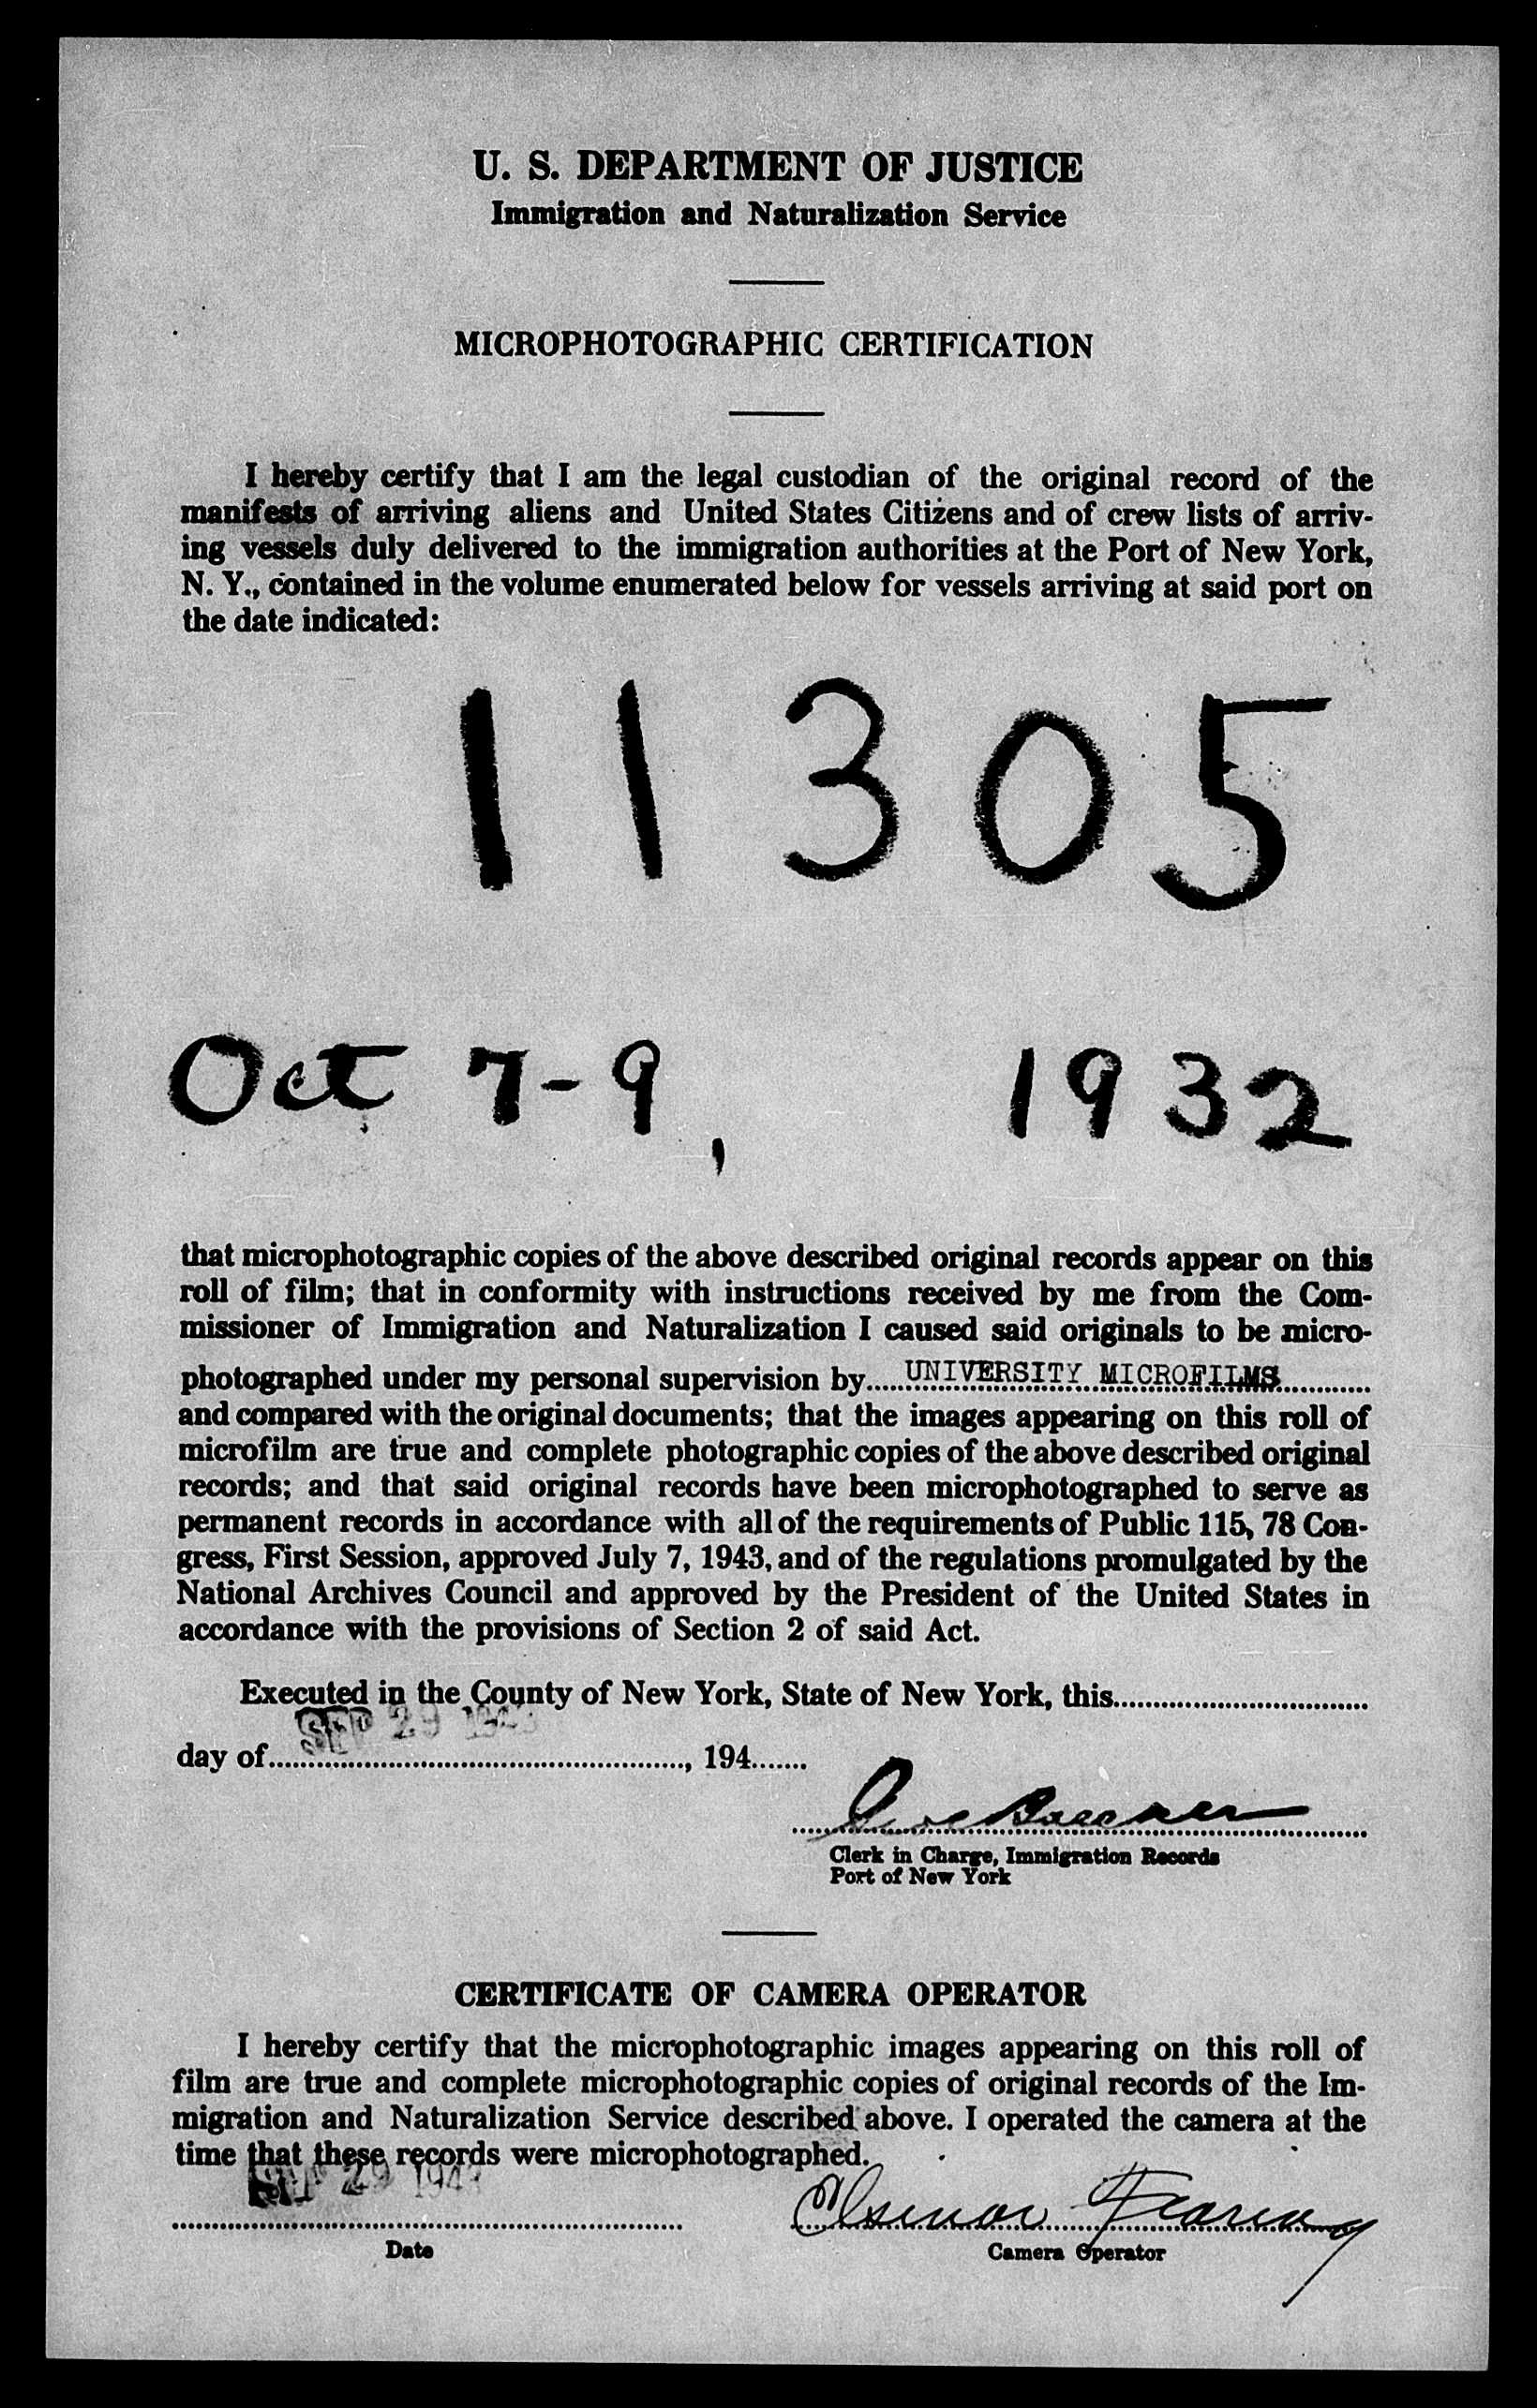 U. S. DEPARTMENT OF JUSTICE
Immigration and Naturalization Service
MICROPHOTOGRAPHIC CERTIFICATION
I hereby certify that I am the legal custodian of the original record of the
manifests of arriving aliens and United States Citizens and of crew lists of arriv-
ing vessels duly delivered to the immigration authorities at the Port of New York,
N. Y., contained in the volume enumerated below for vessels arriving at said port on
the date indicated:
11305
Oct 7-9, 1932
that microphotographic copies of the above described original records appear on this
roll of film; that in conformity with instructions received by me from the Com-
missioner of Immigration and Naturalization I caused said originals to be micro-
photographed under my personal supervision by.....UNIVERSITY MICROFILMS............
and compared with the original documents; that the images appearing on this roll of
microfilm are true and complete photographic copies of the above described original
records; and that said original records have been microphotographed to serve as
permanent records in accordance with all of the requirements of Public 115, 78 Con-
gress, First Session, approved July 7, 1943, and of the regulations promulgated by the
National Archives Council and approved by the President of the United States in
accordance with the provisions of Section 2 of said Act.
Executed in the County of New York, State of New York, this................................
SEP 29
day of...................................................., 194.......
Clerk in Charge, Immigration Records
Port of New York
CERTIFICATE OF CAMERA OPERATOR
I hereby certify that the microphotographic images appearing on this roll of
film are true and complete microphotographic copies of original records of the Im-
migration and Naturalization Service described above. I operated the camera at the
time that these records were microphotographed.
29
Date
Camera Operator